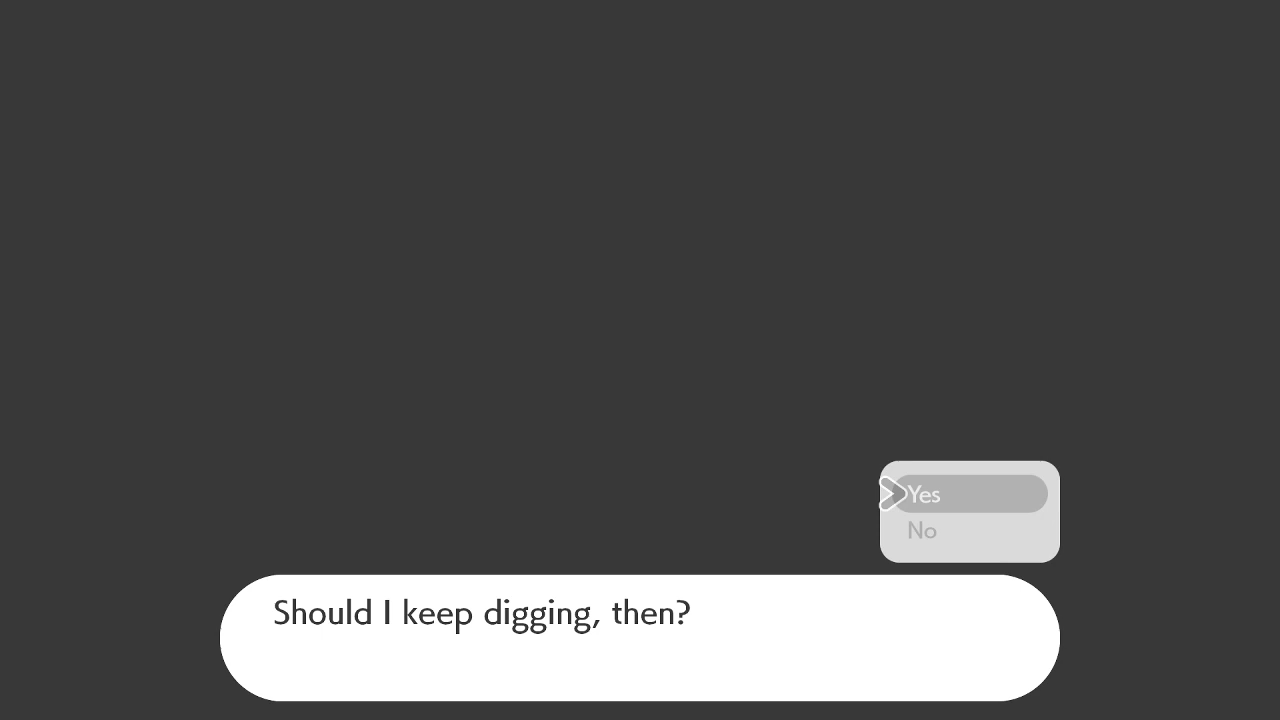 Yes
No
Should I keep digging, then?